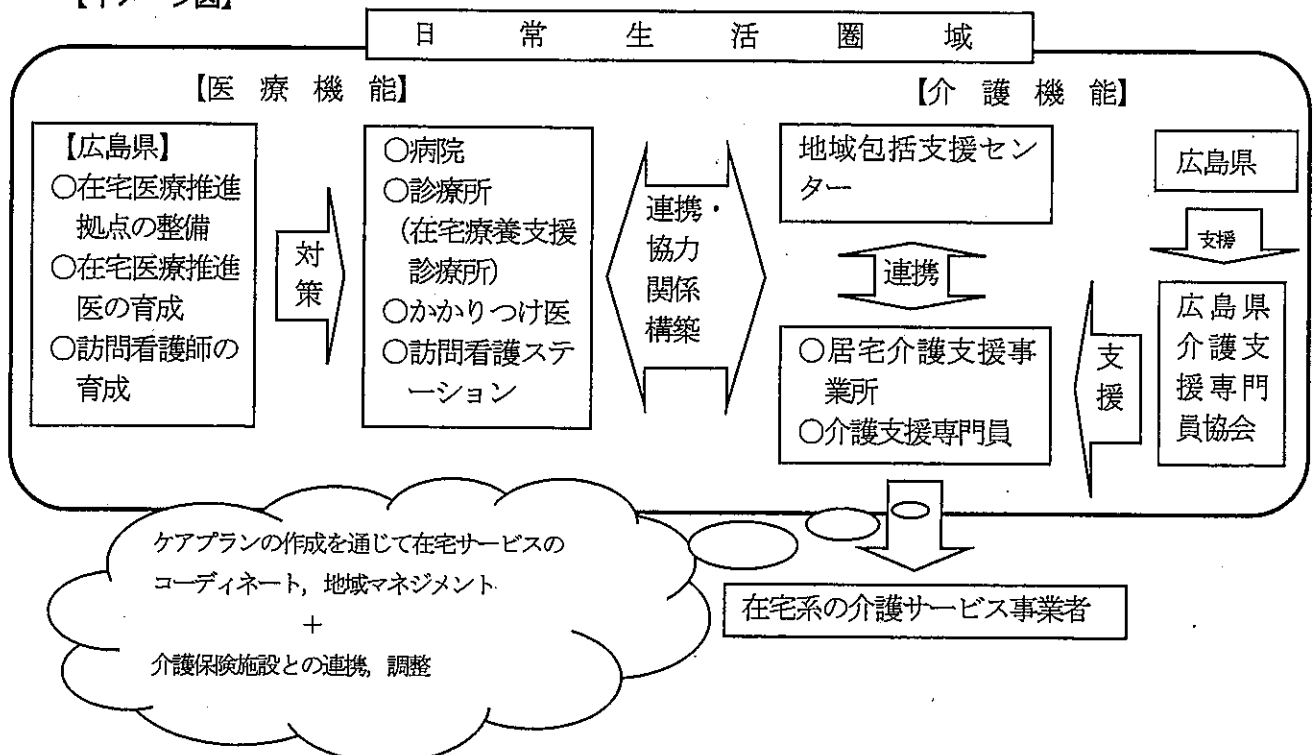 【イメージ図】
日常生活圏域
【医療機能】
【広島県】
○在宅医療推進
拠点の整備
○在宅医療推進
医の育成
○訪問看護師の
育成
対
策
○病院
○診療所
(在宅療養支援
診療所)
○かかりつけ医
○訪問看護ステ
ーション
連携・
協力
関係
構築
【介護機能】
地域包括支援セン
ター
連携
○居宅介護支援事
業所
○介護支援専門員
広島県
支援
広島県
介護支
援専門
員協会
支
援
ケアプランの作成を通じて在宅サービスの
コーディネート，地域マネジメント
＋
介護保険施設との連携，調整
在宅系の介護サービス事業者